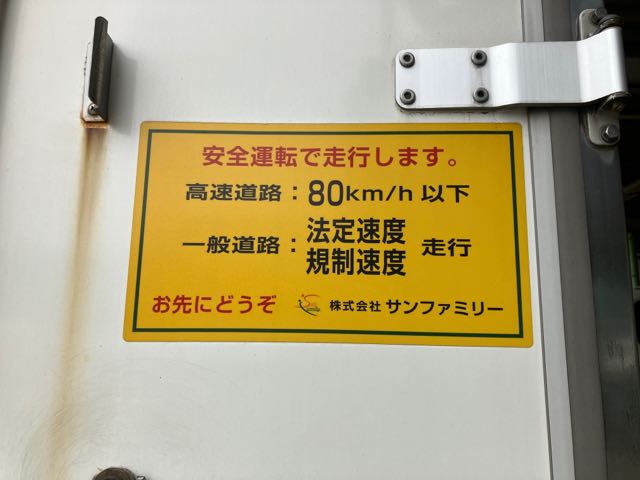 安全運転で走行します。
高速道路：80km/h 以下
一般道路：法定速度 規制速度 走行
お先にどうぞ 株式会社 サンファミリー